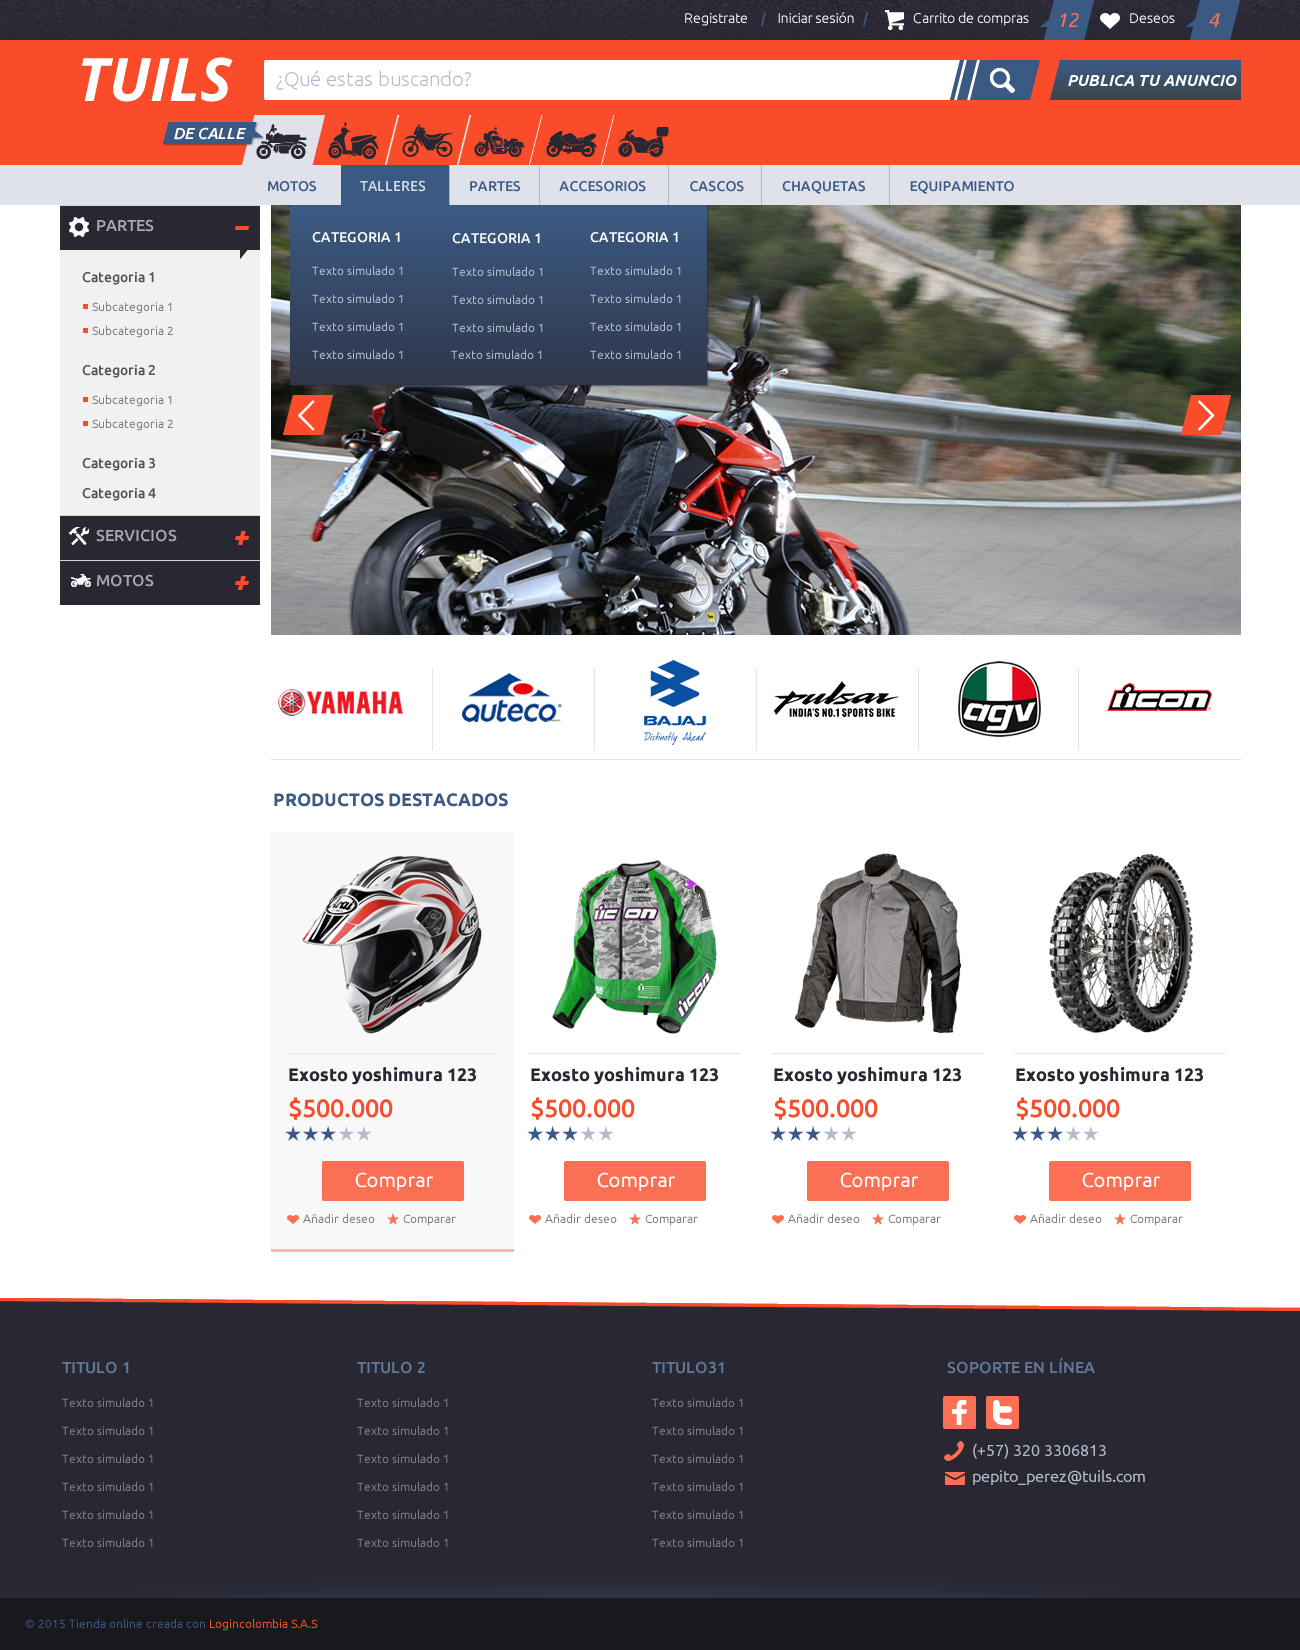 Registrate / Iniciar sesión / Carrito de compras 12 Deseos 4
TUILS
¿Qué estas buscando?
PUBLICA TU ANUNCIO
DE CALLE
MOTOS TALLERES PARTES ACCESORIOS CASCOS CHAQUETAS EQUIPAMIENTO
PARTES
Categoria 1
Subcategoria 1
Subcategoria 2
Categoria 2
Subcategoria 1
Subcategoria 2
Categoria 3
Categoria 4
SERVICIOS
MOTOS
CATEGORIA 1 CATEGORIA 1 CATEGORIA 1
Texto simulado 1 Texto simulado 1 Texto simulado 1
Texto simulado 1 Texto simulado 1 Texto simulado 1
Texto simulado 1 Texto simulado 1 Texto simulado 1
Texto simulado 1 Texto simulado 1 Texto simulado 1
YAMAHA
auteco
BAJAJ
Distinctly Ahead
pulsar
INDIA'S NO.1 SPORTS BIKE
agv
icon
PRODUCTOS DESTACADOS
Arai
Arai
icon
icon
Exosto yoshimura 123 Exosto yoshimura 123 Exosto yoshimura 123 Exosto yoshimura 123
$500.000 $500.000 $500.000 $500.000
Comprar Comprar Comprar Comprar
Añadir deseo Comparar Añadir deseo Comparar Añadir deseo Comparar Añadir deseo Comparar
TITULO 1 TITULO 2 TITULO31 SOPORTE EN LÍNEA
Texto simulado 1 Texto simulado 1 Texto simulado 1
Texto simulado 1 Texto simulado 1 Texto simulado 1
Texto simulado 1 Texto simulado 1 Texto simulado 1
Texto simulado 1 Texto simulado 1 Texto simulado 1
Texto simulado 1 Texto simulado 1 Texto simulado 1
Texto simulado 1 Texto simulado 1 Texto simulado 1
(+57) 320 3306813
pepito_perez@tuils.com
© 2015 Tienda online creada con Logincolombia S.A.S